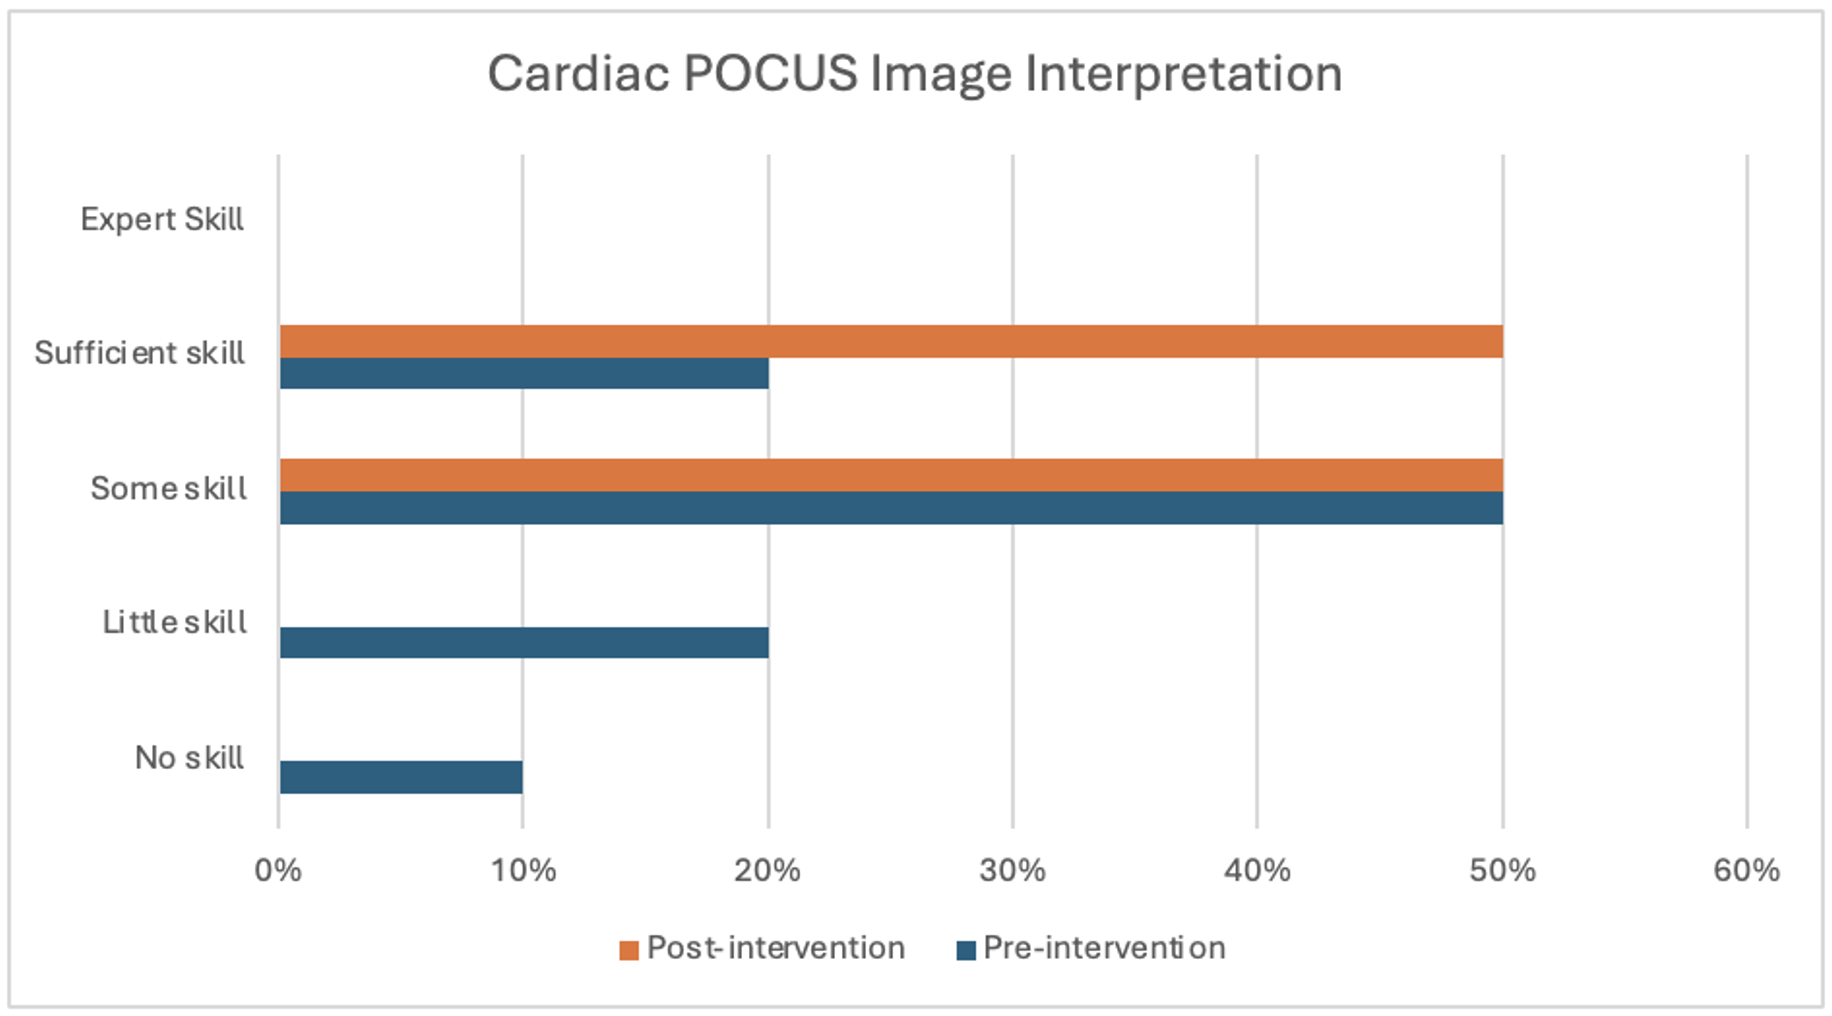 Cardiac POCUS Image Interpretation
Expert Skill
Sufficient skill
Some skill
Little skill
No skill
0% 10% 20% 30% 40% 50% 60%
Post-intervention Pre-intervention